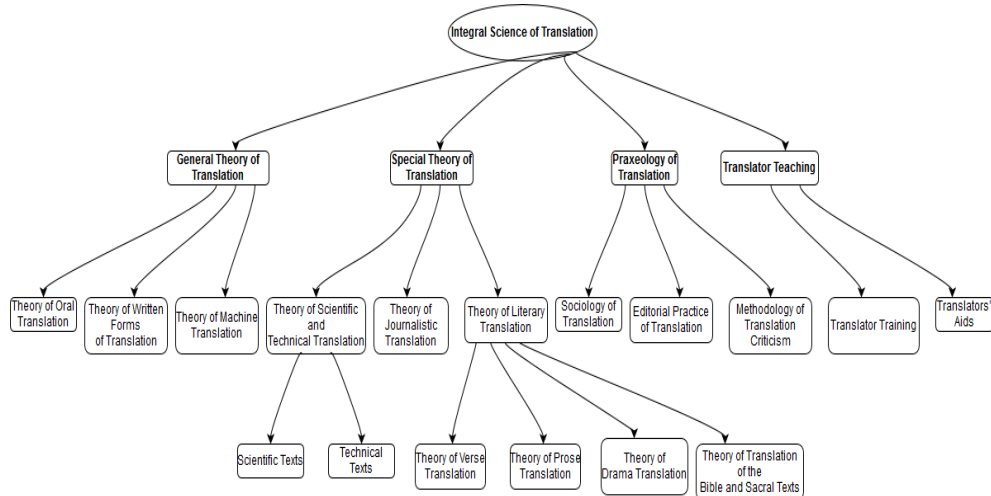 Integral Science of Translation
General Theory of
Translation
Special Theory of
Translation
Praxeology of
Translation
Translator Teaching
Theory of Oral
Translation
Theory of Written
Forms
of Translation
Theory of Machine
Translation
Theory of Scientific
and
Technical Translation
Theory of
Journalistic
Translation
Theory of Literary
Translation
Sociology of
Translation
Editorial Practice
of Translation
Methodology of
Translation
Criticism
Translator Training
Translators'
Aids
Scientific Texts
Technical
Texts
Theory of Verse
Translation
Theory of Prose
Translation
Theory of
Drama Translation
Theory of Translation
of the
Bible and Sacral Texts